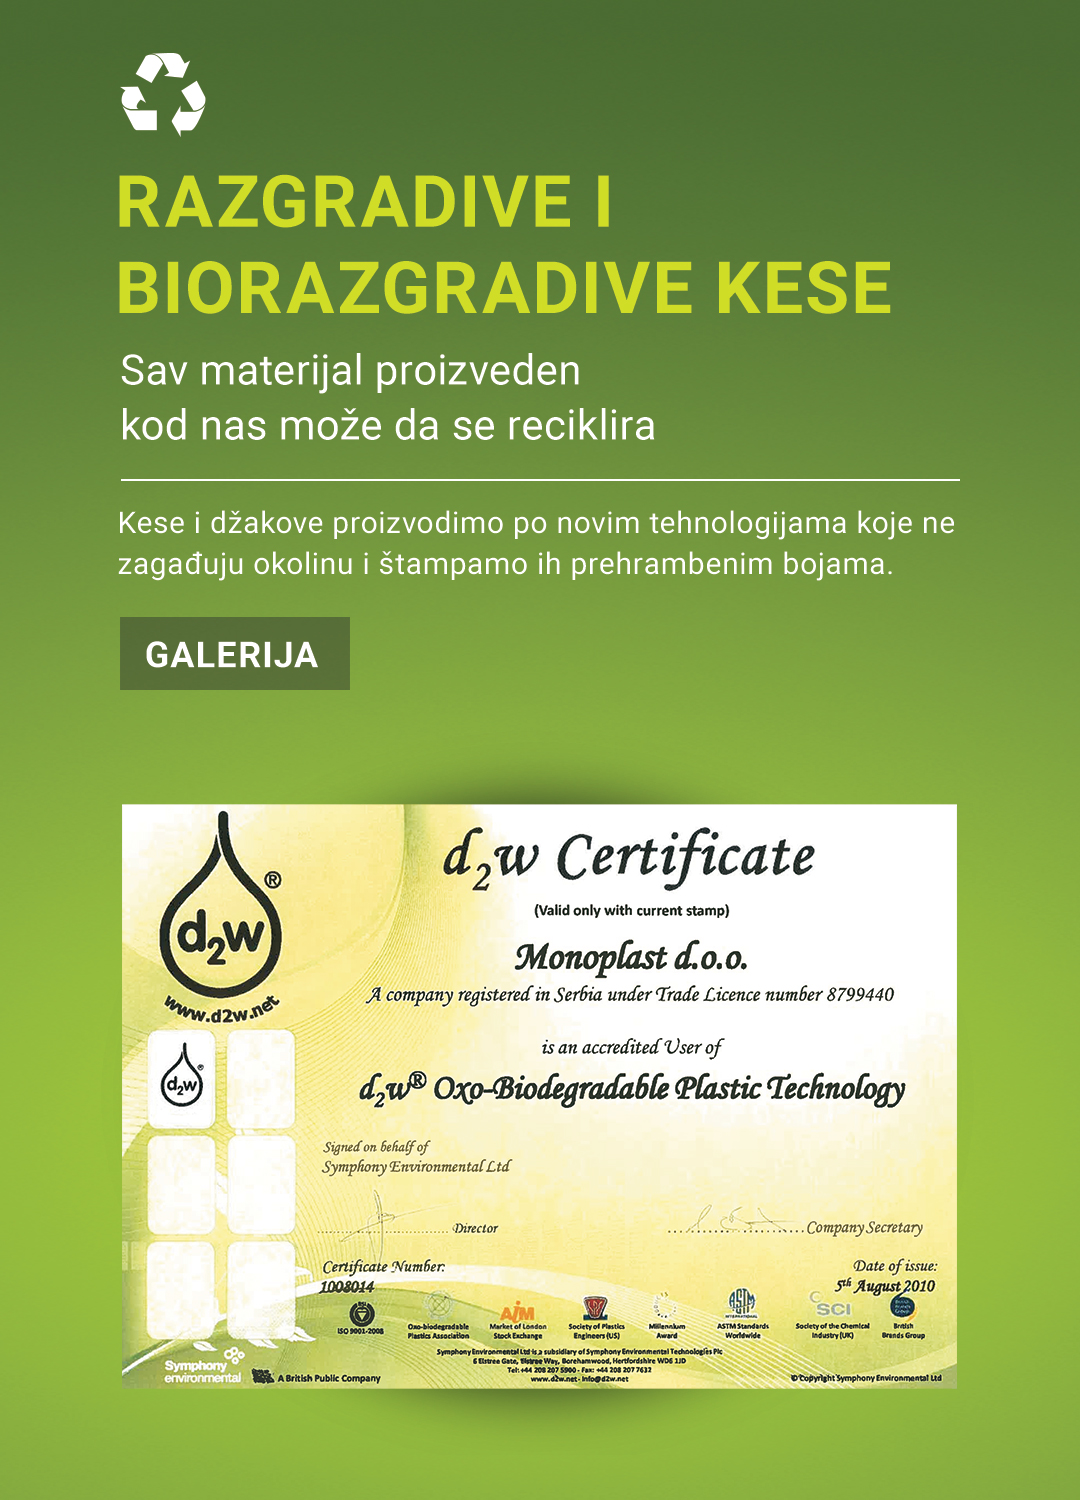 RAZGRADIVE I
BIORAZGRADIVE KESE
Sav materijal proizveden
kod nas može da se reciklira
Kese i džakove proizvodimo po novim tehnologijama koje ne
zagađuju okolinu i štampamo ih prehrambenim bojama.
GALERIJA
d2w®
www.d2w.net
d2w Certificate
(Valid only with current stamp)
Monoplast d.o.o.
A company registered in Serbia under Trade Licence number 8799440
is an accredited User of
d2w® Oxo-Biodegradable Plastic Technology
d2w®
Signed on behalf of
Symphony Environmental Ltd
Director
Company Secretary
Certificate Number:
1008014
Date of issue:
5th August 2010
ISO 9001-2008
Oxo-biodegradable
Plastics Association
AIM
Market of London
Stock Exchange
Society of Plastics
Engineers (US)
Millennium
Award
ASTM
INTERNATIONAL
ASTM Standards
Worldwide
SCI
Society of the Chemical
Industry (UK)
British
Brands Group
Symphony
environmental
A British Public Company
Symphony Environmental Ltd is a subsidiary of Symphony Environmental Technologies Plc
6 Elstree Gate, Elstree Way, Borehamwood, Hertfordshire WD6 1JD
Tel: +44 208 207 5900 - Fax: +44 208 207 7632
www.d2w.net - info@d2w.net
© Copyright Symphony Environmental Ltd